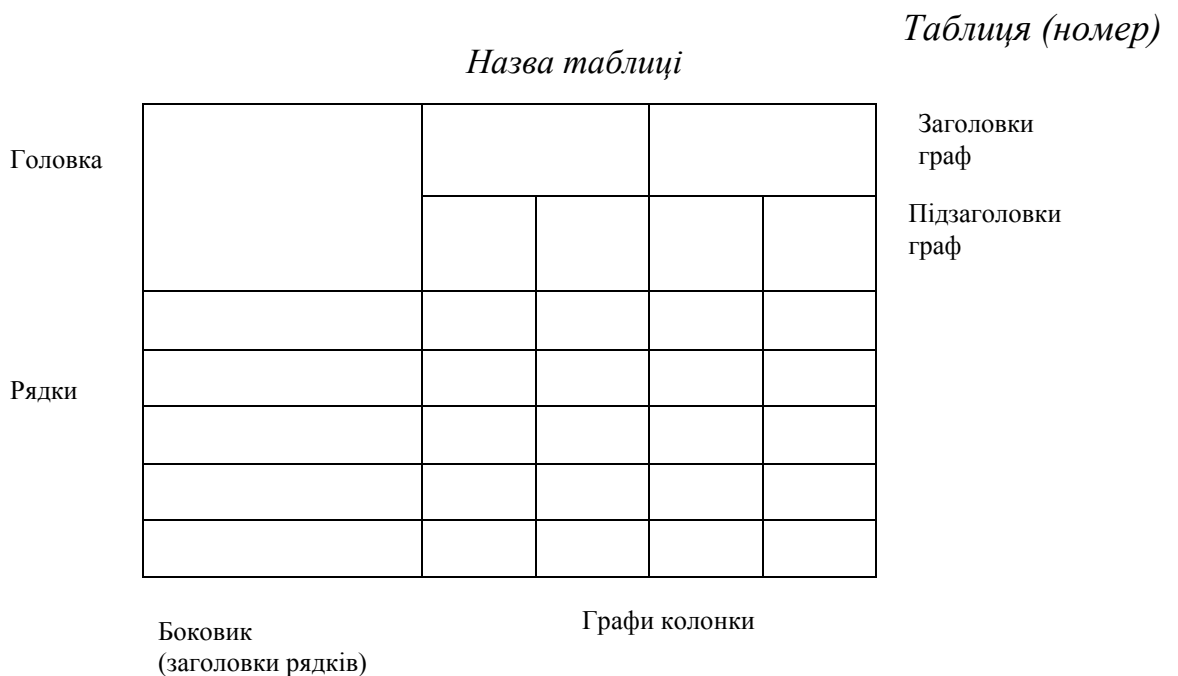 Таблиця (номер)
Назва таблиці
Головка
Заголовки
граф
Підзаголовки
граф
Рядки
Боковик
(заголовки рядків)
Графи колонки